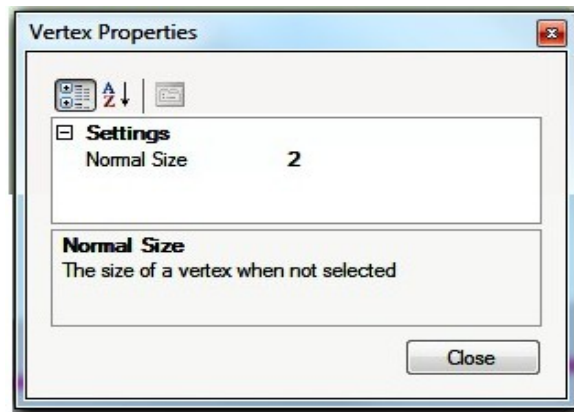 Vertex Properties
A
Z
Settings
Normal Size 2
Normal Size
The size of a vertex when not selected
Close